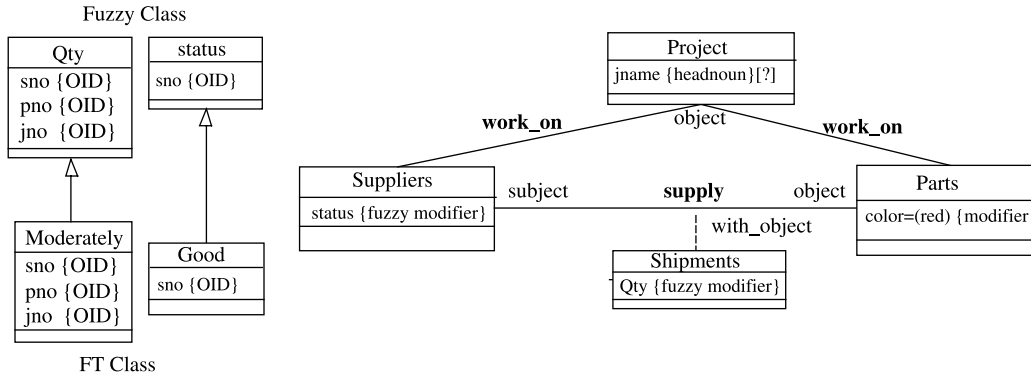 Fuzzy Class
Qty
sno {OID}
pno {OID}
jno {OID}
status
sno {OID}
Moderately
sno {OID}
pno {OID}
jno {OID}
Good
sno {OID}
FT Class
Project
jname {headnoun}[?]
object
work_on
work_on
Suppliers
status {fuzzy modifier}
subject
supply
object
with_object
Parts
color=(red) {modifier
Shipments
Qty {fuzzy modifier}